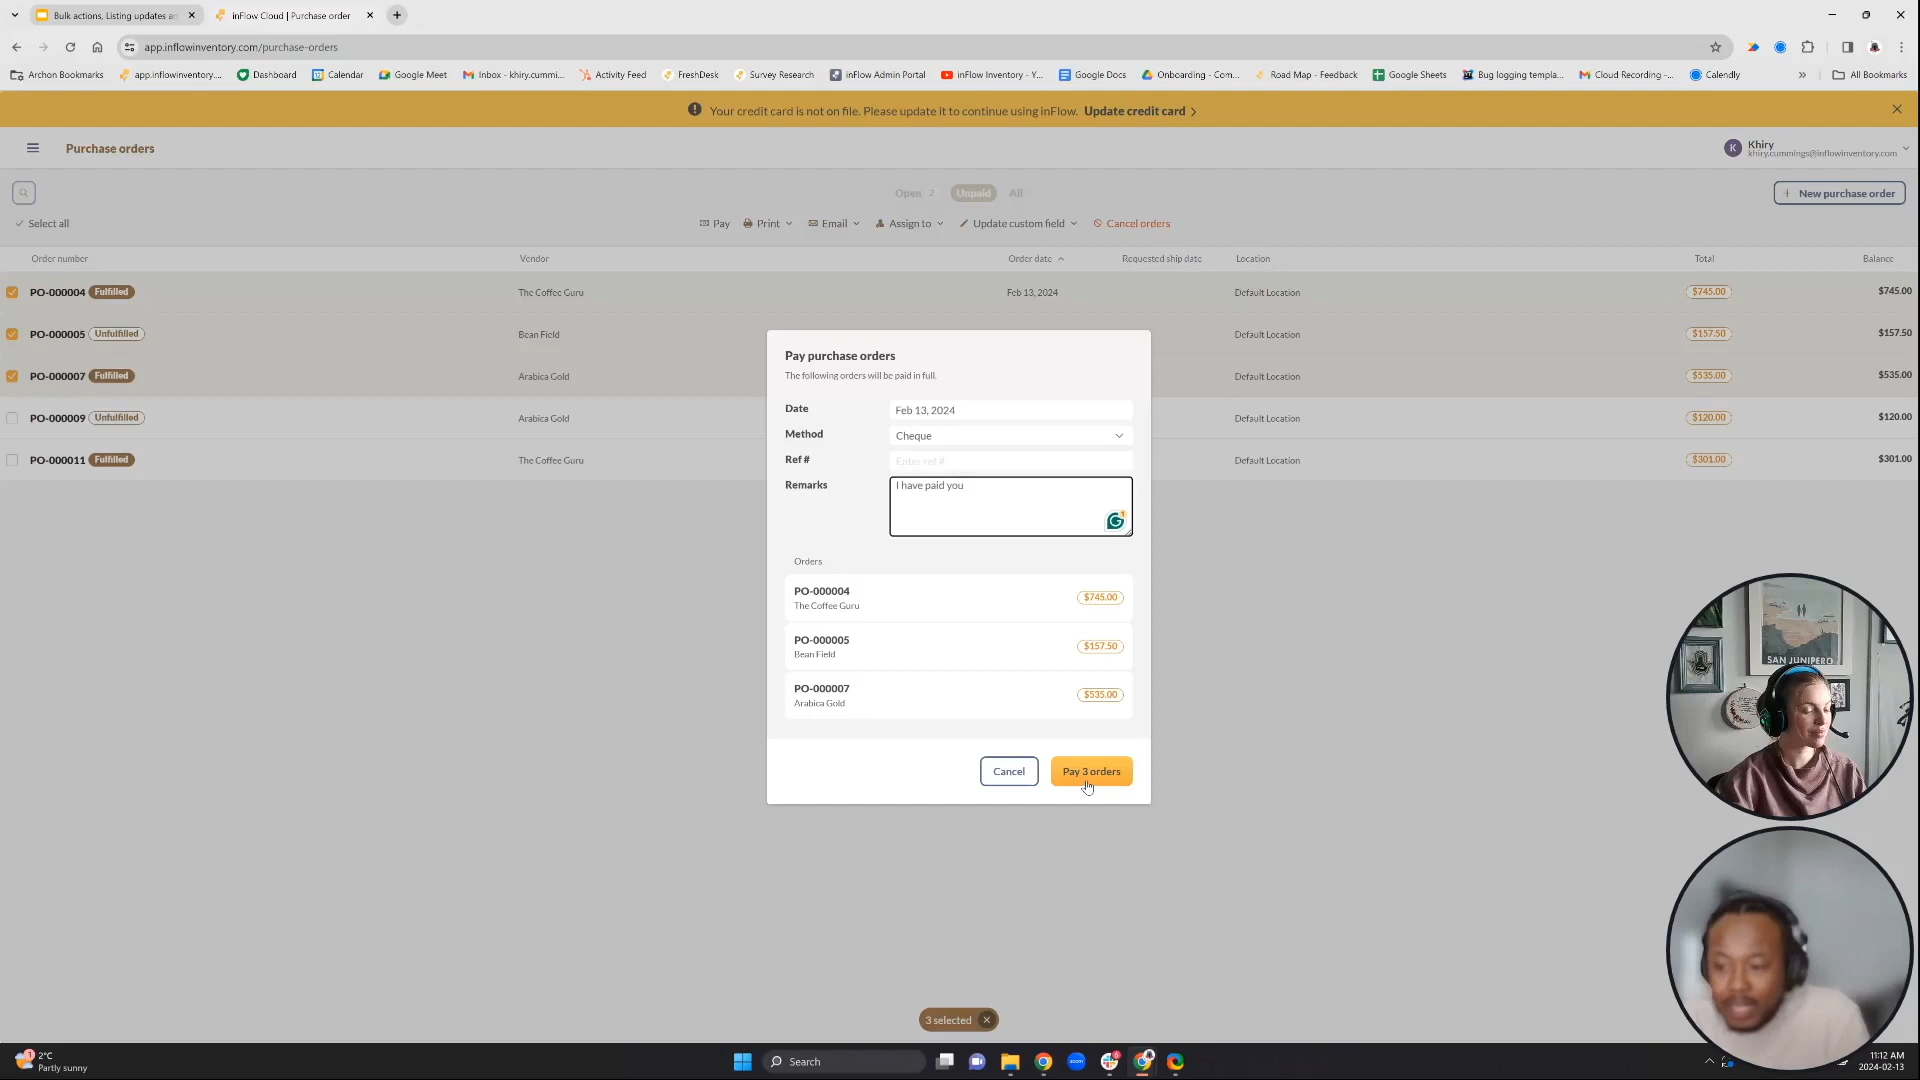 Bulk actions, Listing updates an
inFlow Cloud | Purchase order
app.inflowinventory.com/purchase-orders
Archon Bookmarks
app.inflowinventory....
Dashboard
Calendar
Google Meet
Inbox - khiry.cummi...
Activity Feed
FreshDesk
Survey Research
inFlow Admin Portal
inFlow Inventory - Y...
Google Docs
Onboarding - Com...
Road Map - Feedback
Google Sheets
Bug logging templa...
Cloud Recording -...
Calendly
All Bookmarks
Your credit card is not on file. Please update it to continue using inFlow. Update credit card
Purchase orders
K
Khiry
khiry.cummings@inflowinventory.com
Open 2 Unpaid All
New purchase order
Select all
Pay
Print
Email
Assign to
Update custom field
Cancel orders
Order number Vendor Order date Requested ship date Location Total Balance
PO-000004 Fulfilled The Coffee Guru Feb 13, 2024 Default Location $745.00 $745.00
PO-000005 Unfulfilled Bean Field Default Location $157.50 $157.50
PO-000007 Fulfilled Arabica Gold Default Location $535.00 $535.00
PO-000009 Unfulfilled Arabica Gold Default Location $120.00 $120.00
PO-000011 Fulfilled The Coffee Guru Default Location $301.00 $301.00
Pay purchase orders
The following orders will be paid in full.
Date Feb 13, 2024
Method Cheque
Ref # Enter ref #
Remarks I have paid you
Orders
PO-000004
The Coffee Guru
$745.00
PO-000005
Bean Field
$157.50
PO-000007
Arabica Gold
$535.00
Cancel
Pay 3 orders
SAN JUNIPERO
3 selected
2°C
Partly sunny
Search
zoom
11:12 AM
2024-02-13